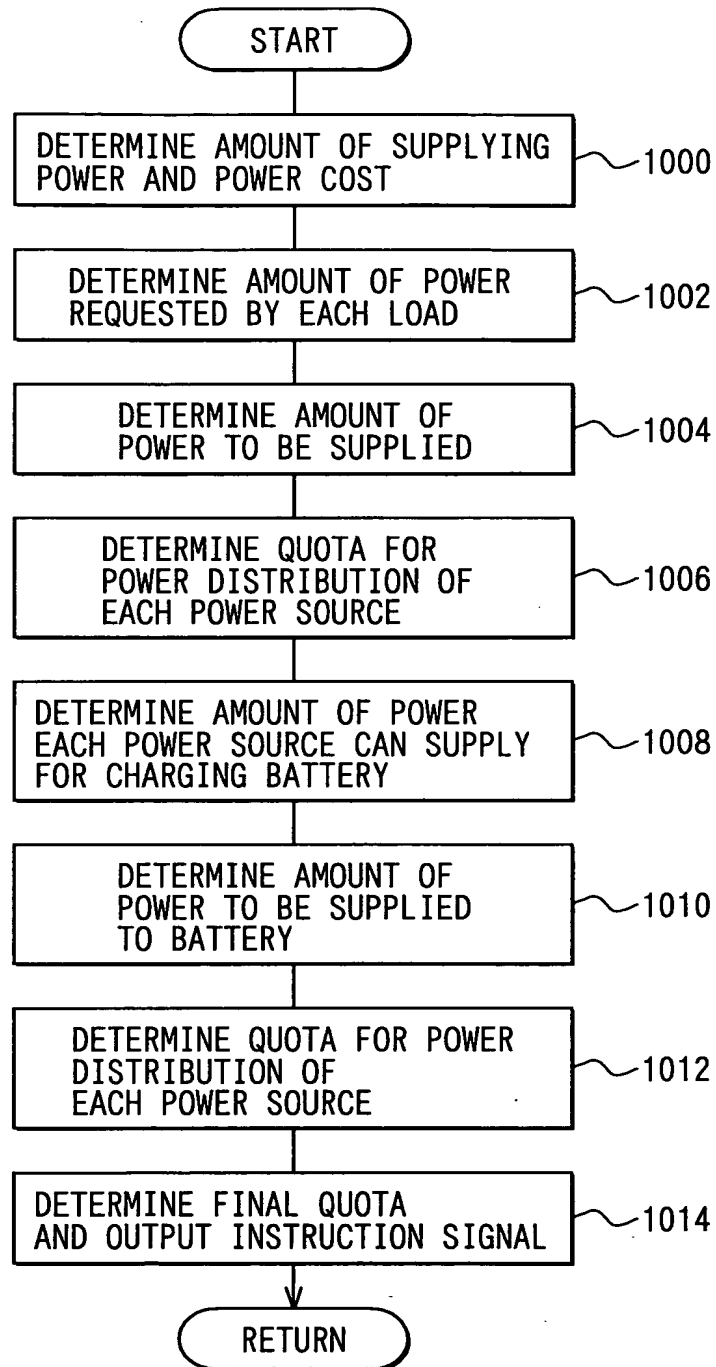 START
DETERMINE AMOUNT OF SUPPLYING
POWER AND POWER COST
1000
DETERMINE AMOUNT OF POWER
REQUESTED BY EACH LOAD
1002
DETERMINE AMOUNT OF
POWER TO BE SUPPLIED
1004
DETERMINE QUOTA FOR
POWER DISTRIBUTION OF
EACH POWER SOURCE
1006
DETERMINE AMOUNT OF POWER
EACH POWER SOURCE CAN SUPPLY
FOR CHARGING BATTERY
1008
DETERMINE AMOUNT OF
POWER TO BE SUPPLIED
TO BATTERY
1010
DETERMINE QUOTA FOR POWER
DISTRIBUTION OF
EACH POWER SOURCE
1012
DETERMINE FINAL QUOTA
AND OUTPUT INSTRUCTION SIGNAL
1014
RETURN